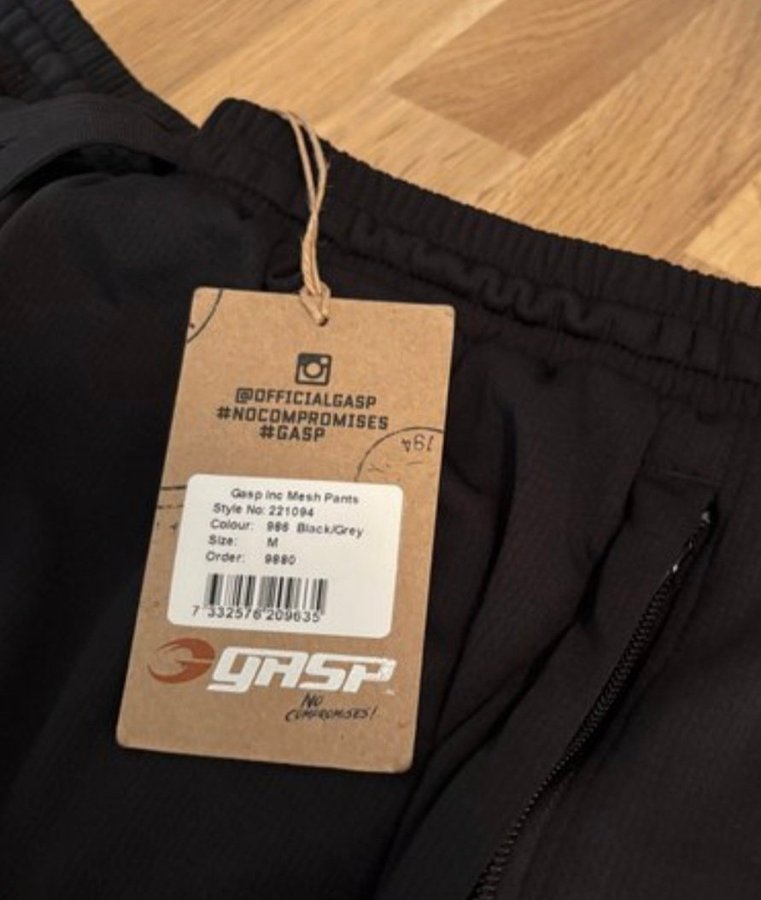 @OFFICIALGASP
#NOCOMPROMISES
#GASP
194
Gasp Inc Mesh Pants
Style No: 221094
Colour: 986 Black/Grey
Size: M
Order: 9880
7 332576 209635
GASP
NO
COMPROMISES!